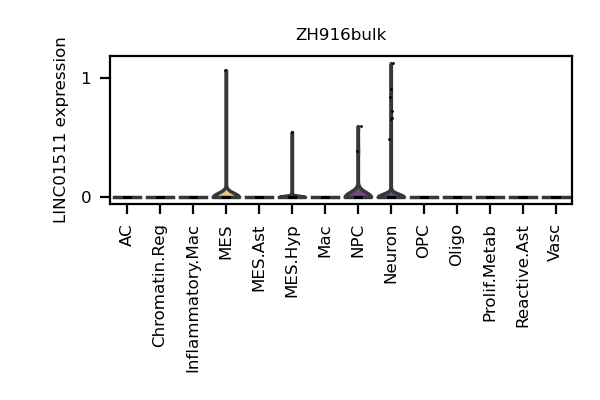 ZH916bulk
LINC01511 expression
1
0
AC
Chromatin.Reg
Inflammatory.Mac
MES
MES.Ast
MES.Hyp
Mac
NPC
Neuron
OPC
Oligo
Prolif.Metab
Reactive.Ast
Vasc